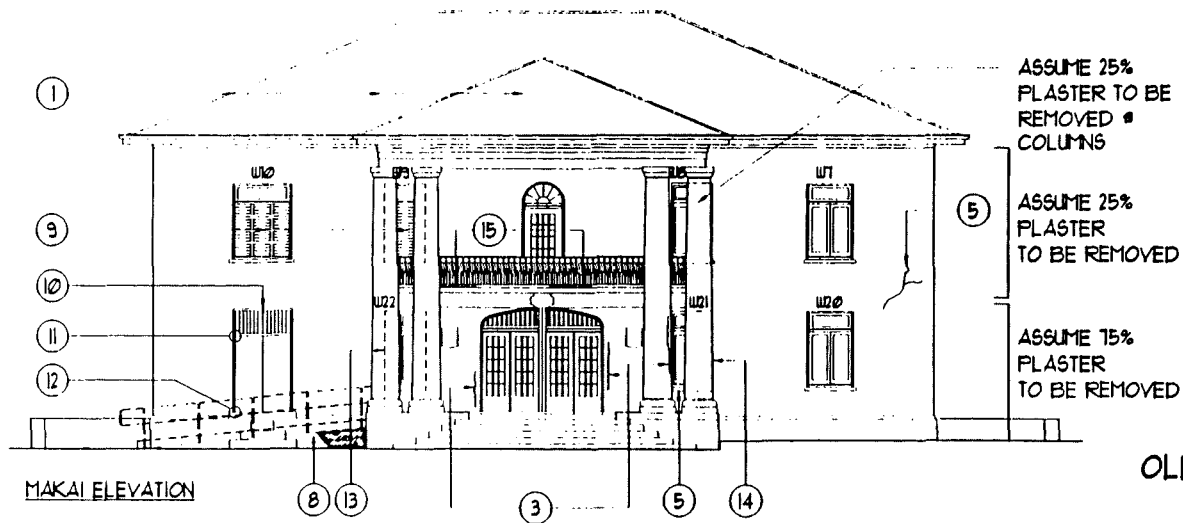 1
ASSUME 25%
PLASTER TO BE
REMOVED @
COLUMNS
W10
W7
9
15
5
ASSUME 25%
PLASTER
TO BE REMOVED
10
W22
W21
W20
11
12
ASSUME 75%
PLASTER
TO BE REMOVED
MAKAI ELEVATION
8
13
3
5
14
OL